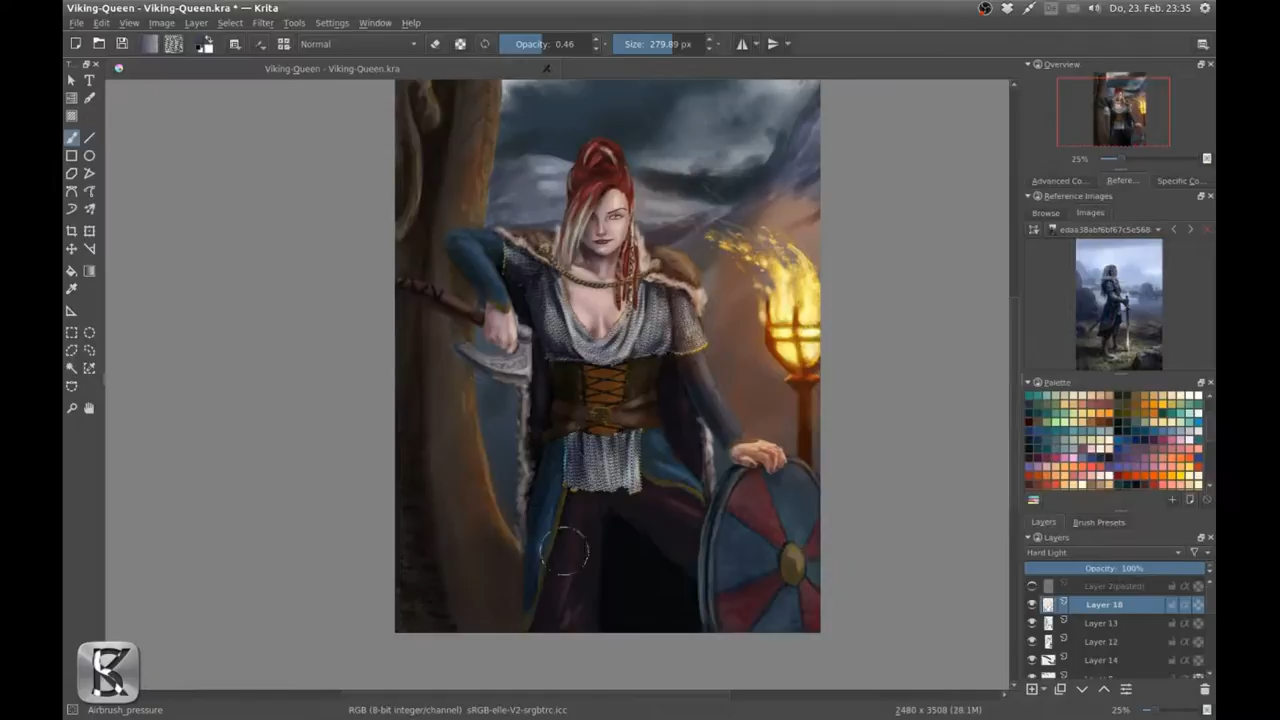 Viking-Queen - Viking-Queen.kra * — Krita
De
Do, 23. Feb. 23:35
File Edit View Image Layer Select Filter Tools Settings Window Help
Normal
Opacity: 0.46
Size: 279.89 px
T...
Viking-Queen - Viking-Queen.kra
Overview
25%
Advanced Co... Refere... Specific Co...
Reference Images
Browse Images
edaa38abf6bf67c5e568
Palette
Layers Brush Presets
Layers
Hard Light
Opacity: 100%
Layer 2(pasted)
Layer 18
Layer 13
Layer 12
Layer 14
Airbrush_pressure
RGB (8-bit integer/channel) sRGB-elle-V2-srgbtrc.icc
2480 x 3508 (28.1M)
25%